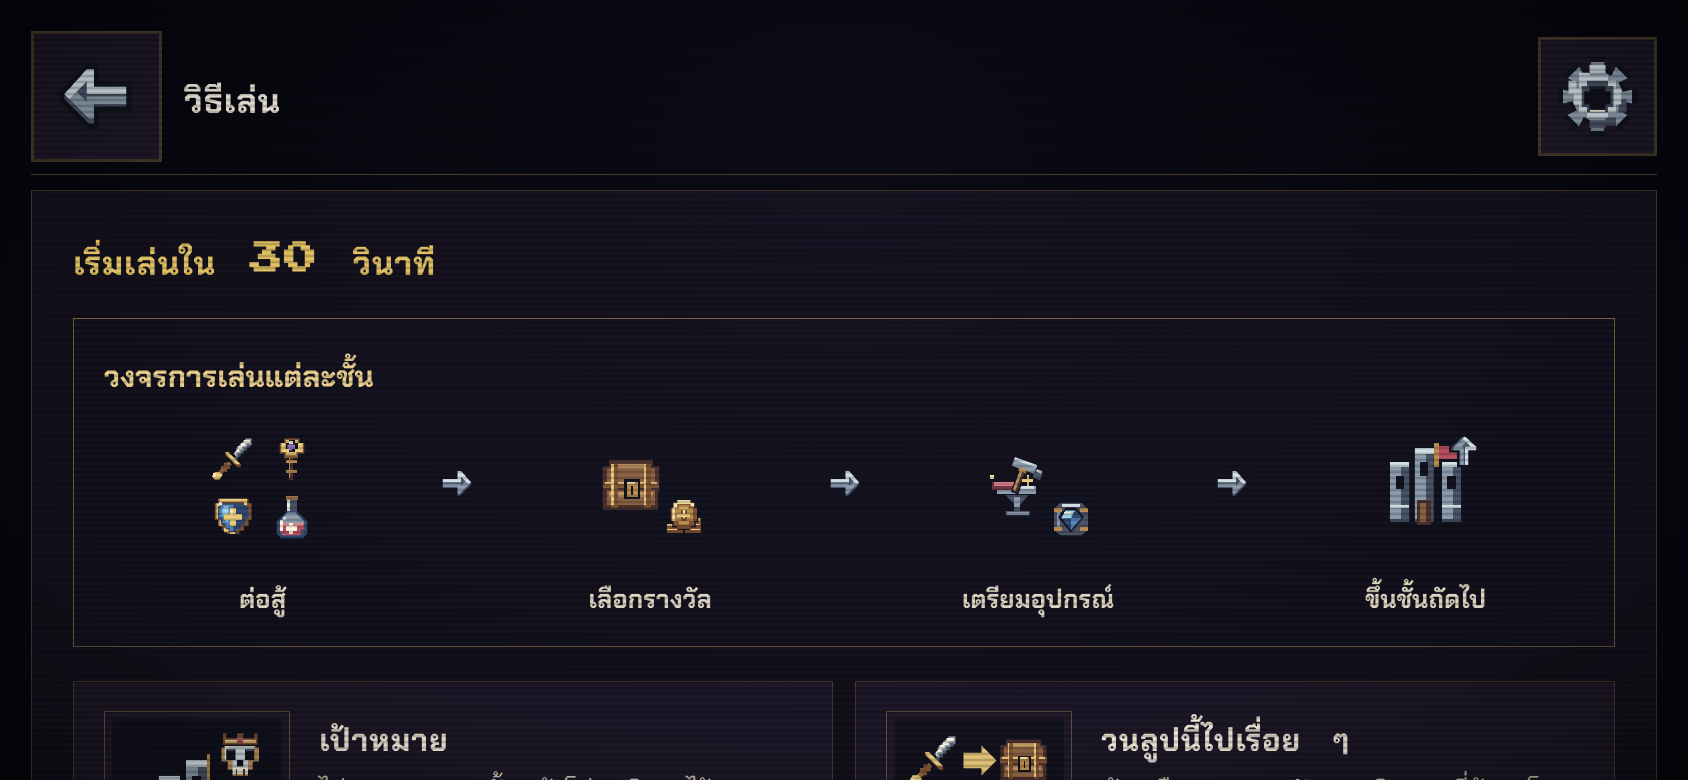 วิธีเล่น
เริ่มเล่นใน 30 วินาที
วงจรการเล่นแต่ละชั้น
ต่อสู้
เลือกรางวัล
เตรียมอุปกรณ์
ขึ้นชั้นถัดไป
เป้าหมาย
วนลูปนี้ไปเรื่อย ๆ